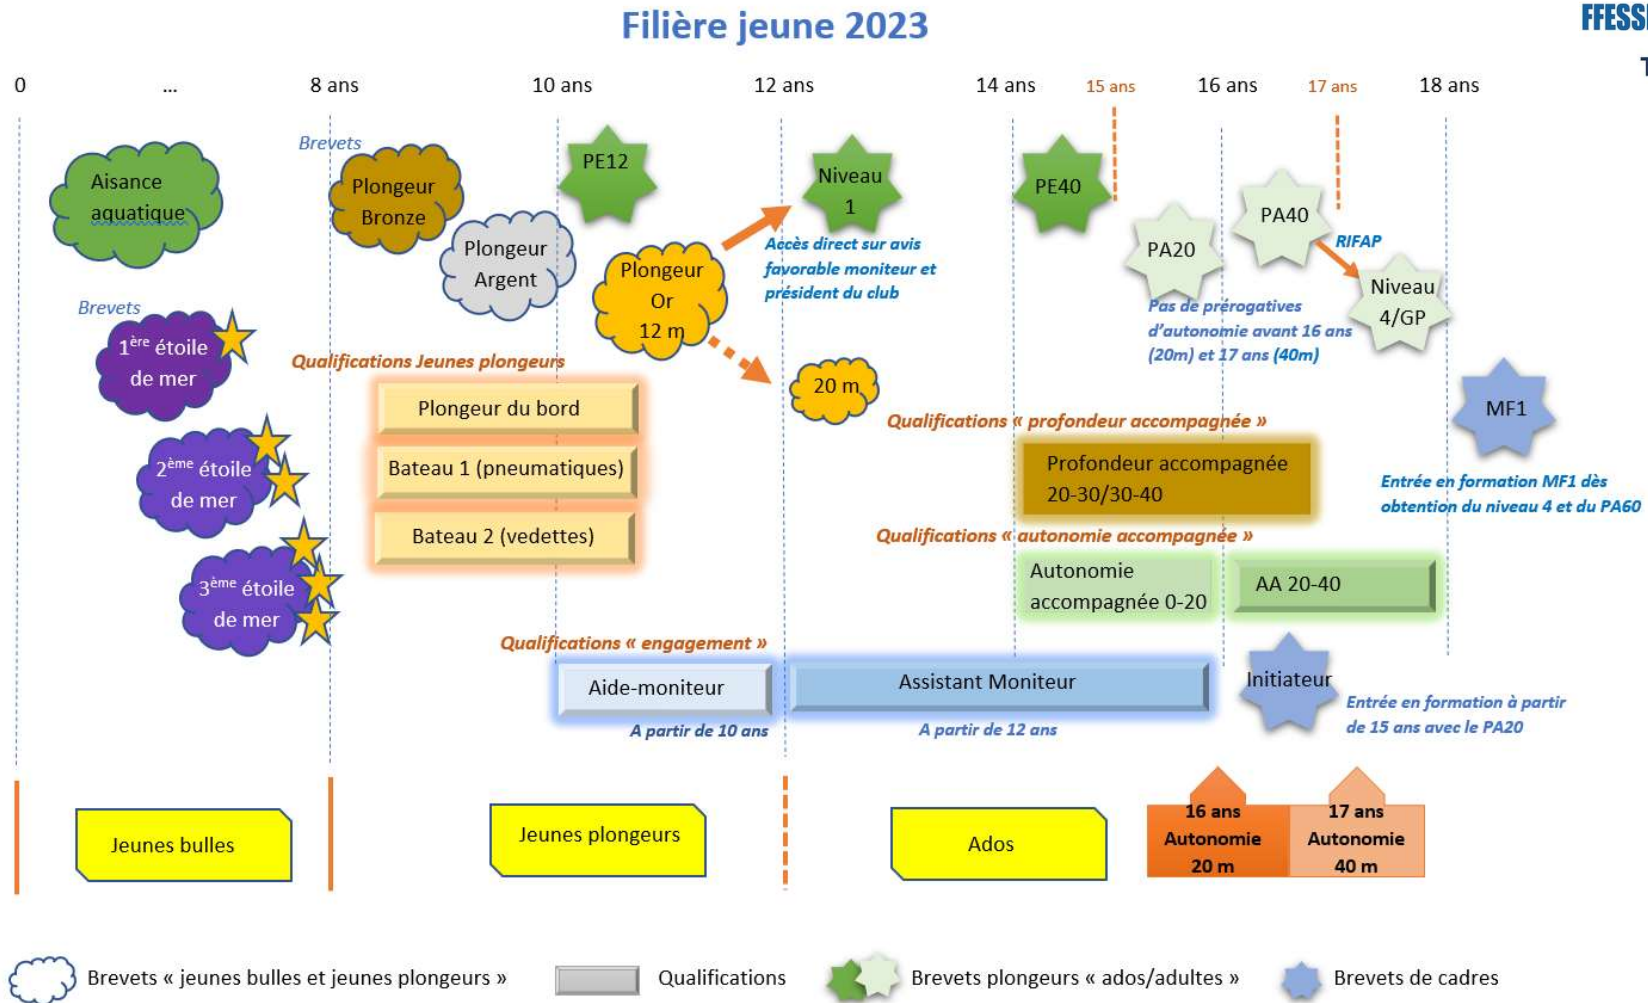 Filière jeune 2023
FFESS
T
0
...
8 ans
10 ans
12 ans
14 ans
15 ans
16 ans
17 ans
18 ans
Aisance
aquatique
Brevets
Plongeur
Bronze
Plongeur
Argent
PE12
Plongeur
Or
12 m
Niveau
1
Accès direct sur avis
favorable moniteur et
président du club
20 m
PE40
PA20
Pas de prérogatives
d'autonomie avant 16 ans
(20m) et 17 ans (40m)
PA40
RIFAP
Niveau
4/GP
MF1
Entrée en formation MF1 dès
obtention du niveau 4 et du PA60
Brevets
1ère étoile
de mer
2ème étoile
de mer
3ème étoile
de mer
Qualifications Jeunes plongeurs
Plongeur du bord
Bateau 1 (pneumatiques)
Bateau 2 (vedettes)
Qualifications « profondeur accompagnée »
Profondeur accompagnée
20-30/30-40
Qualifications « autonomie accompagnée »
Autonomie
accompagnée 0-20
AA 20-40
Qualifications « engagement »
Aide-moniteur
A partir de 10 ans
Assistant Moniteur
A partir de 12 ans
Initiateur
Entrée en formation à partir
de 15 ans avec le PA20
Jeunes bulles
Jeunes plongeurs
Ados
16 ans
Autonomie
20 m
17 ans
Autonomie
40 m
Brevets « jeunes bulles et jeunes plongeurs »
Qualifications
Brevets plongeurs « ados/adultes »
Brevets de cadres